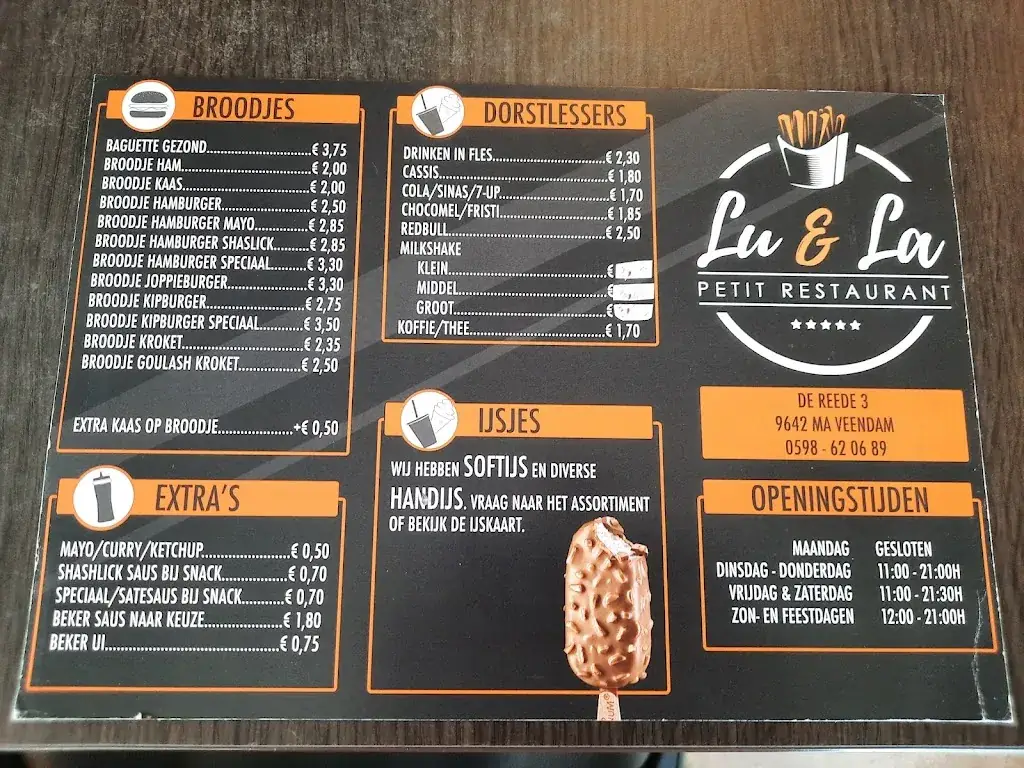 BROODJES
BAGUETTE GEZOND........................€ 3,75
BROODJE HAM..............................€ 2,00
BROODJE KAAS.............................€ 2,00
BROODJE HAMBURGER...................€ 2,50
BROODJE HAMBURGER MAYO............€ 2,85
BROODJE HAMBURGER SHASLICK........€ 2,85
BROODJE HAMBURGER SPECIAAL.........€ 3,30
BROODJE JOPPIEBURGER..................€ 3,30
BROODJE KIPBURGER......................€ 2,75
BROODJE KIPBURGER SPECIAAL..........€ 3,50
BROODJE KROKET..........................€ 2,35
BROODJE GOULASH KROKET..............€ 2,50
EXTRA KAAS OP BROODJE.................+€ 0,50
EXTRA'S
MAYO/CURRY/KETCHUP....................€ 0,50
SHASHLICK SAUS BIJ SNACK..............€ 0,70
SPECIAAL/SATESAUS BIJ SNACK..........€ 0,70
BEKER SAUS NAAR KEUZE.................€ 1,80
BEKER UI.....................................€ 0,75
DORSTLESSERS
DRINKEN IN FLES...........................€ 2,30
CASSIS........................................€ 1,80
COLA/SINAS/7-UP..........................€ 1,70
CHOCOMEL/FRISTI..........................€ 1,85
REDBULL.....................................€ 2,50
MILKSHAKE
KLEIN..................................€
MIDDEL................................€
GROOT.................................€
KOFFIE/THEE................................€ 1,70
IJSJES
WIJ HEBBEN SOFTIJS EN DIVERSE
HANDIJS. VRAAG NAAR HET ASSORTIMENT
OF BEKIJK DE IJSKAART.
Lu & La
PETIT RESTAURANT
DE REEDE 3
9642 MA VEENDAM
0598 - 62 06 89
OPENINGSTIJDEN
MAANDAG GESLOTEN
DINSDAG - DONDERDAG 11:00 - 21:00H
VRIJDAG & ZATERDAG 11:00 - 21:30H
ZON- EN FEESTDAGEN 12:00 - 21:00H